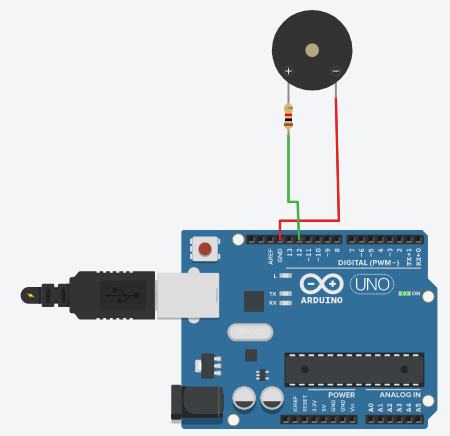 + −
AREF GND 13 12 ~11 ~10 ~9 8 7 ~6 ~5 4 ~3 2 TX→1 RX←0
DIGITAL (PWM~)
L
TX
RX
ARDUINO
UNO
ON
POWER
ANALOG IN
IOREF RESET 3.3V 5V GND GND Vin A0 A1 A2 A3 A4 A5